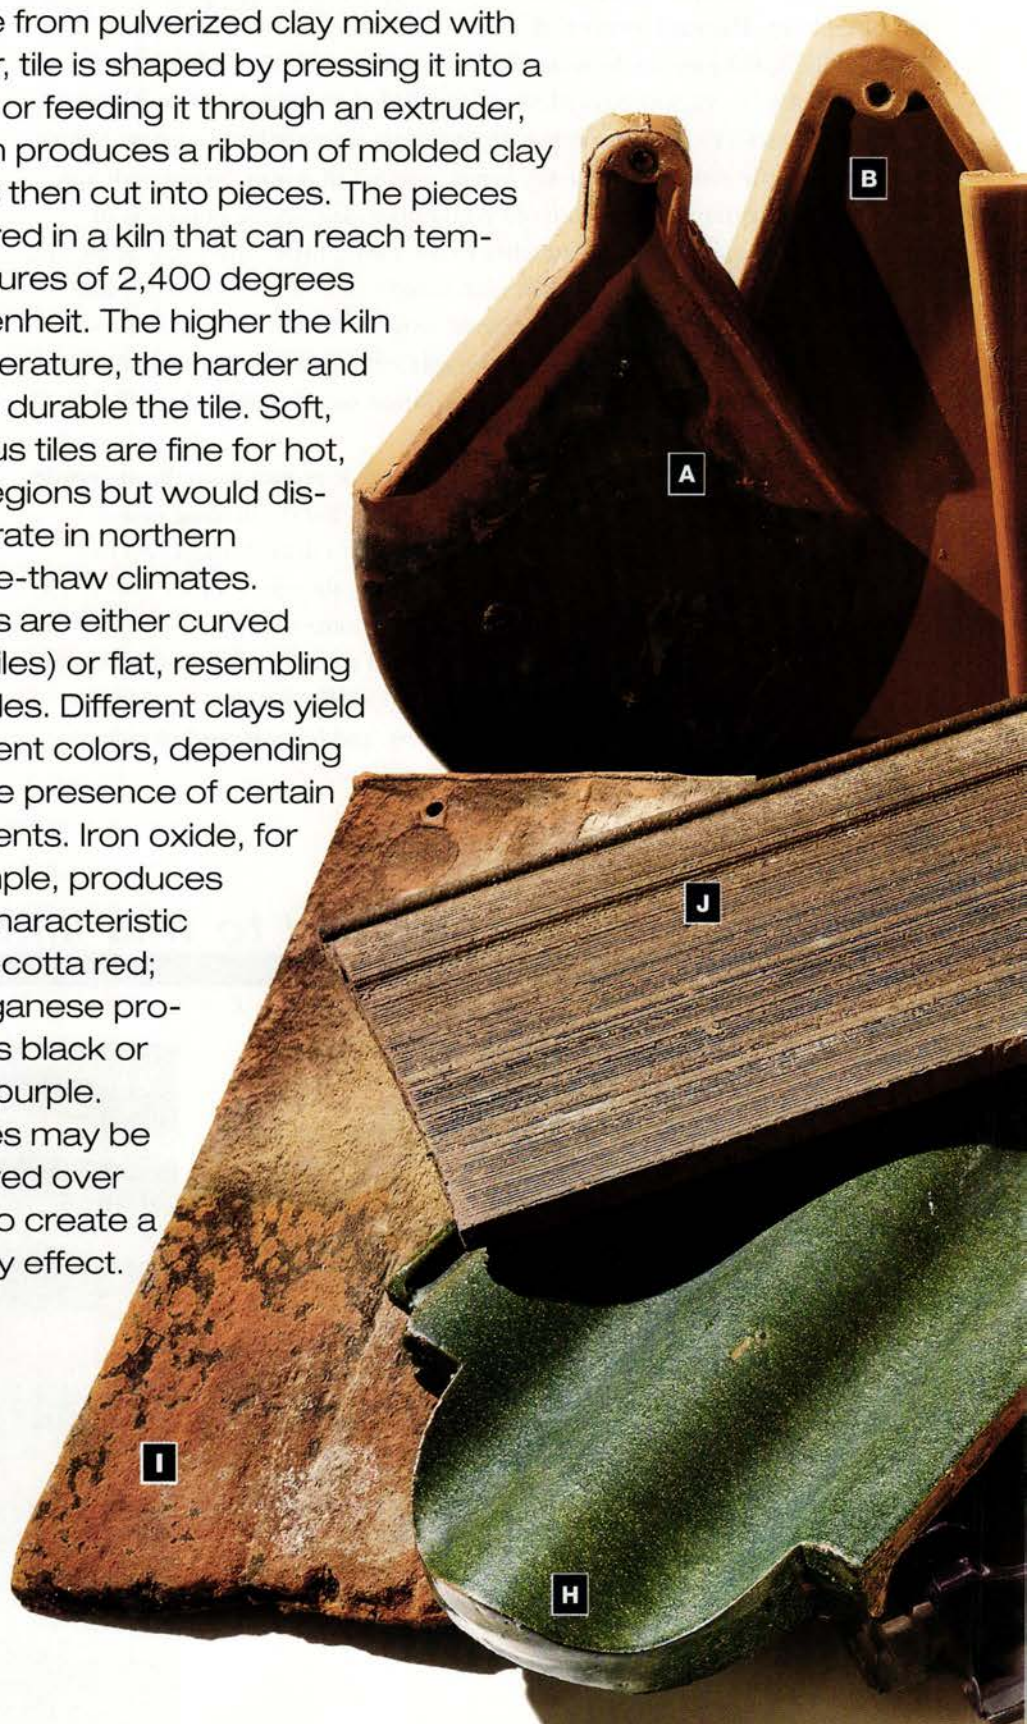 e from pulverized clay mixed with
r, tile is shaped by pressing it into a
or feeding it through an extruder,
n produces a ribbon of molded clay
s then cut into pieces. The pieces
red in a kiln that can reach tem-
ures of 2,400 degrees
enheit. The higher the kiln
perature, the harder and
durable the tile. Soft,
us tiles are fine for hot,
egions but would dis-
rate in northern
e-thaw climates.
s are either curved
iles) or flat, resembling
les. Different clays yield
ent colors, depending
e presence of certain
ents. Iron oxide, for
nple, produces
haracteristic
cotta red;
ganese pro-
s black or
purple.
es may be
red over
o create a
y effect.
B
A
J
I
H